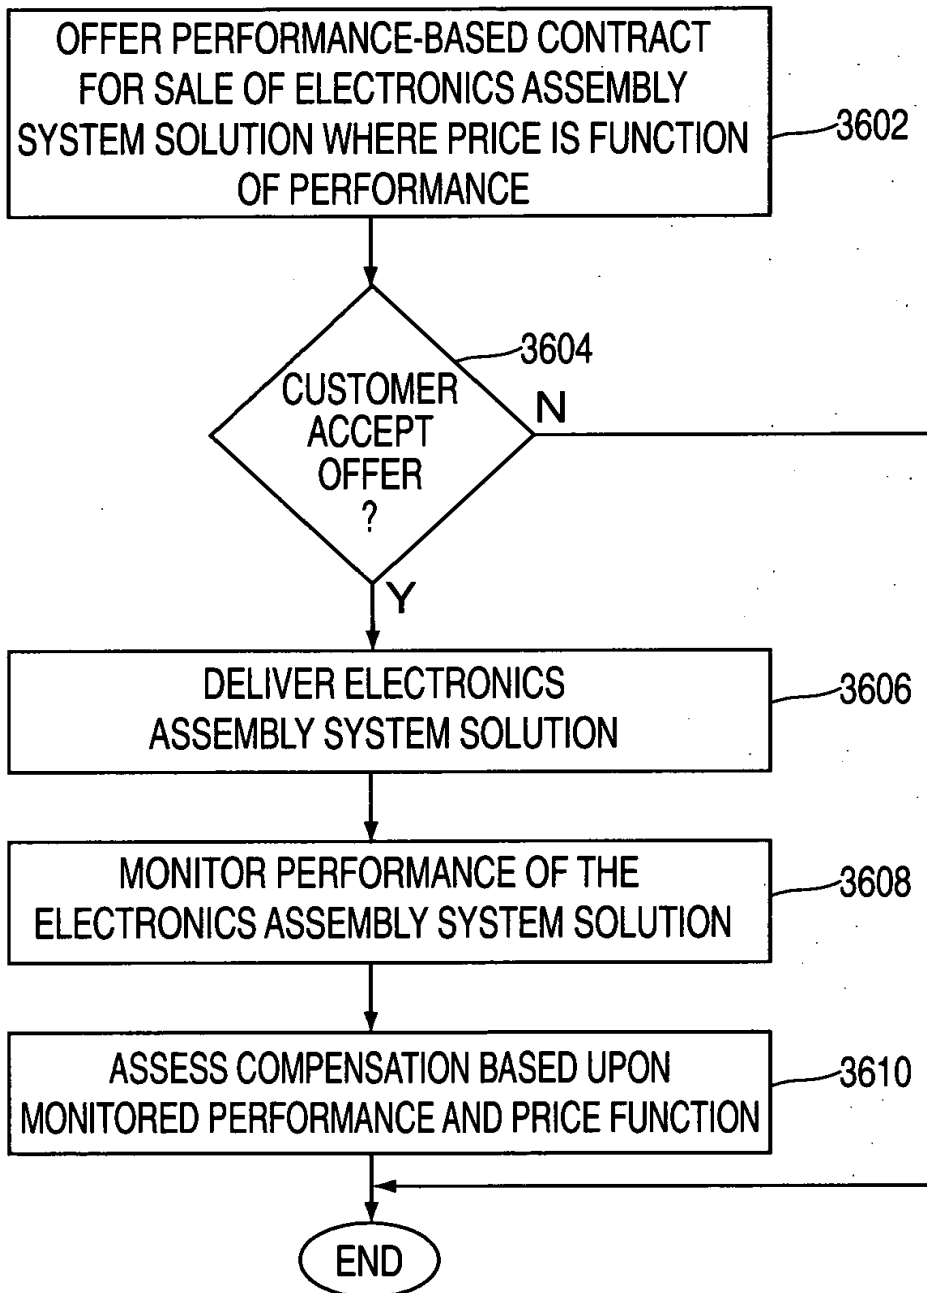 OFFER PERFORMANCE-BASED CONTRACT
FOR SALE OF ELECTRONICS ASSEMBLY
SYSTEM SOLUTION WHERE PRICE IS FUNCTION
OF PERFORMANCE
3602
3604
CUSTOMER
ACCEPT
OFFER
?
N
Y
DELIVER ELECTRONICS
ASSEMBLY SYSTEM SOLUTION
3606
MONITOR PERFORMANCE OF THE
ELECTRONICS ASSEMBLY SYSTEM SOLUTION
3608
ASSESS COMPENSATION BASED UPON
MONITORED PERFORMANCE AND PRICE FUNCTION
3610
END